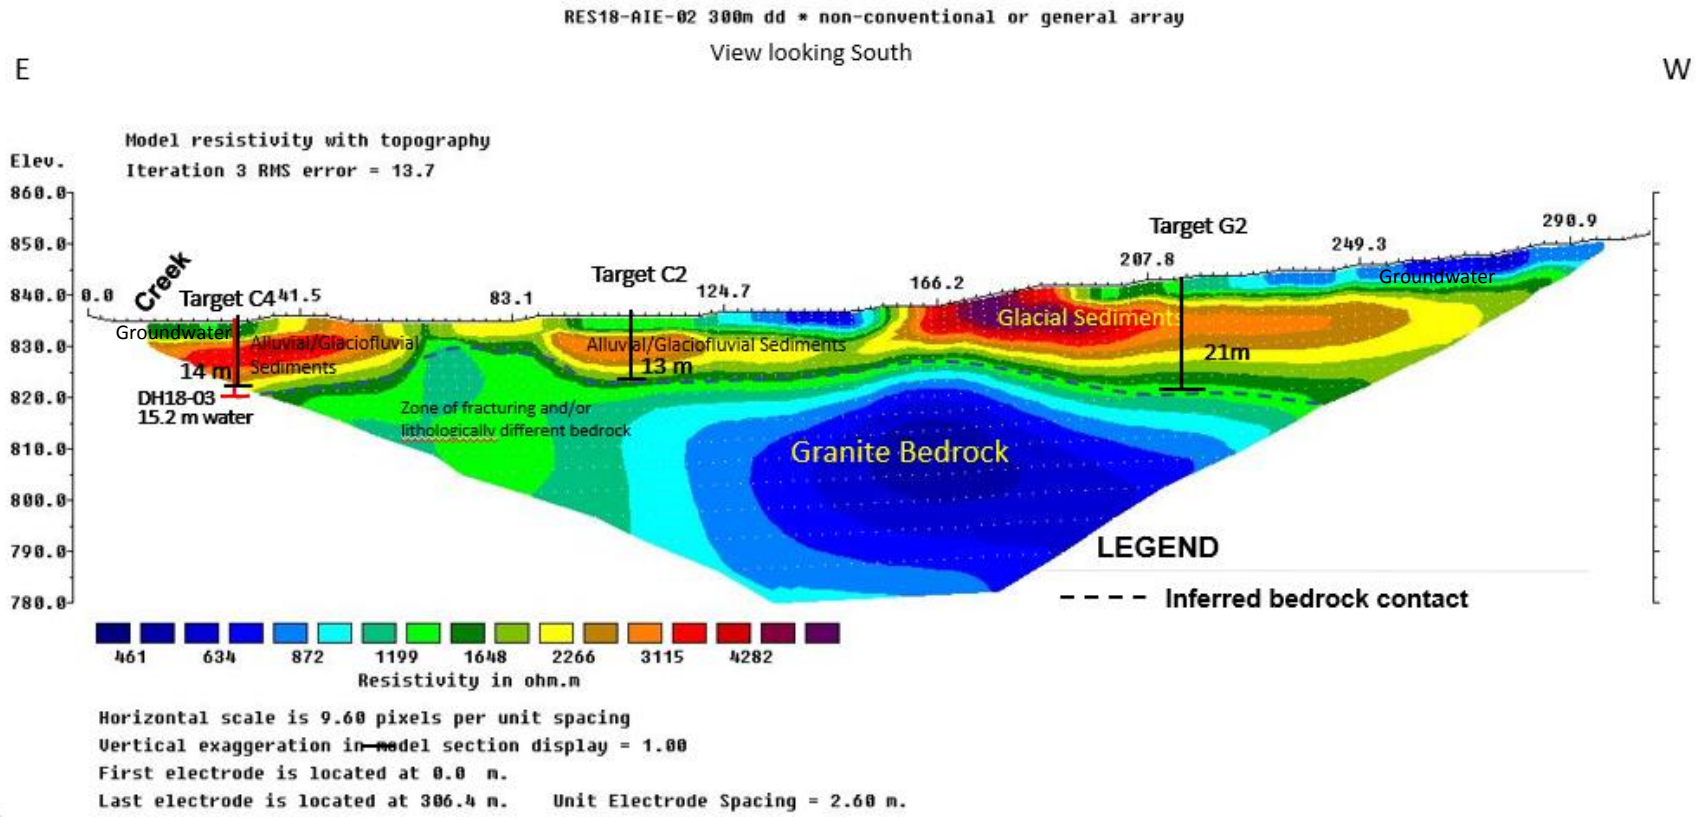 RES18-AIE-02 300m dd * non-conventional or general array
View looking South
E
W
Model resistivity with topography
Iteration 3 RMS error = 13.7
Elev.
860.0
850.0
840.0
830.0
820.0
810.0
800.0
790.0
780.0
0.0
Creek
Target C4
41.5
83.1
Target C2
124.7
166.2
Target G2
207.8
249.3
290.9
Groundwater
Alluvial/Glaciofluvial
Sediments
14 m
DH18-03
15.2 m water
Alluvial/Glaciofluvial Sediments
13 m
Glacial Sediments
21m
Groundwater
Zone of fracturing and/or
lithologically different bedrock
Granite Bedrock
LEGEND
Inferred bedrock contact
461 634 872 1199 1648 2266 3115 4282
Resistivity in ohm.m
Horizontal scale is 9.60 pixels per unit spacing
Vertical exaggeration in model section display = 1.00
First electrode is located at 0.0 m.
Last electrode is located at 306.4 m. Unit Electrode Spacing = 2.60 m.